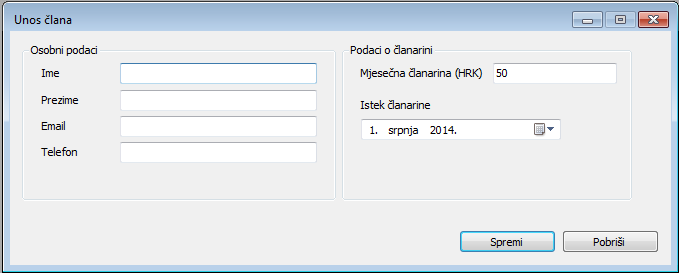 Unos člana
Osobni podaci
Ime
Prezime
Email
Telefon
Podaci o članarini
Mjesečna članarina (HRK) 50
Istek članarine
1. srpnja 2014.
Spremi Pobriši